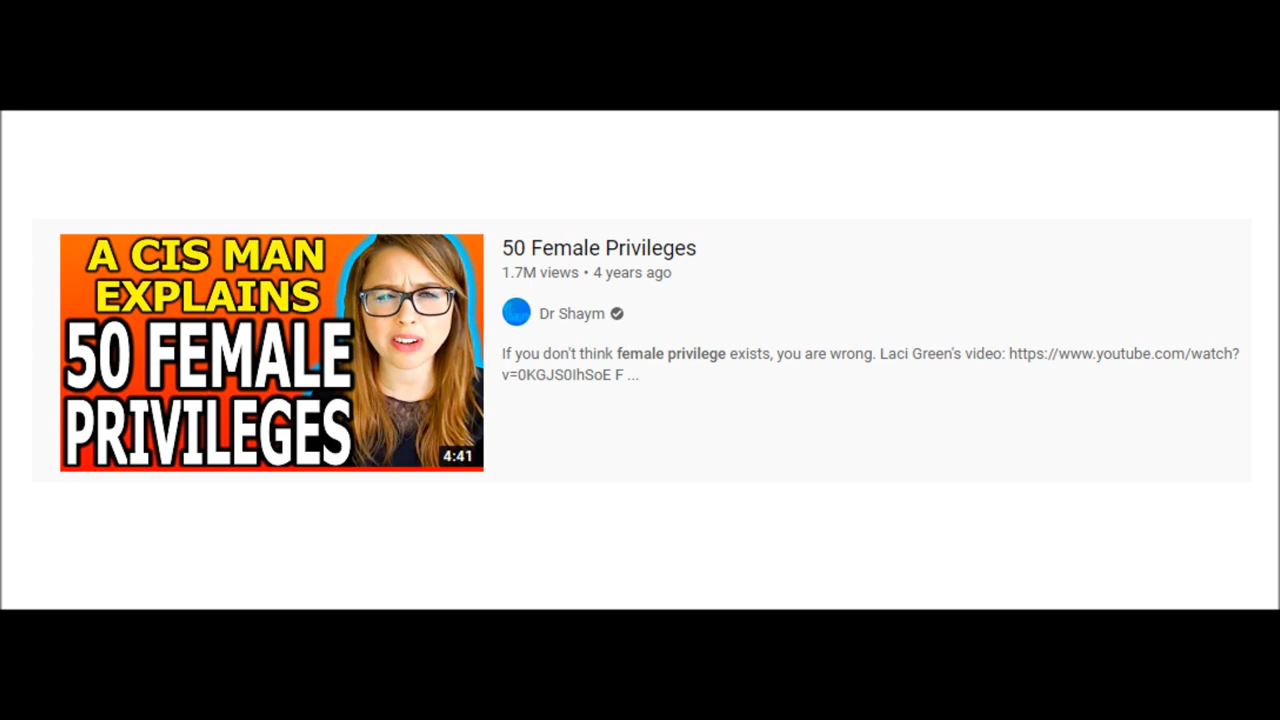 A CIS MAN
EXPLAINS
50 FEMALE
PRIVILEGES
4:41
50 Female Privileges
1.7M views • 4 years ago
Dr Shaym
If you don't think female privilege exists, you are wrong. Laci Green's video: https://www.youtube.com/watch?
v=0KGJS0IhSoE F ...